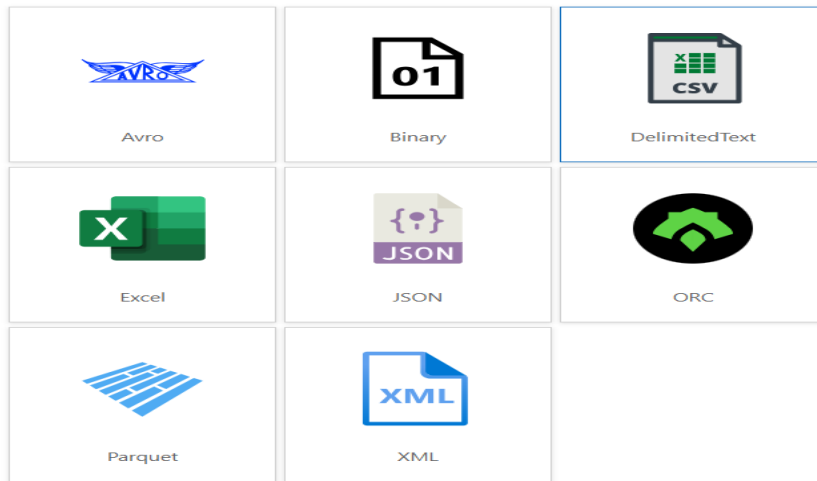 AVRO
Avro
01
Binary
X
CSV
DelimitedText
X
Excel
{;}
JSON
JSON
ORC
Parquet
XML
XML